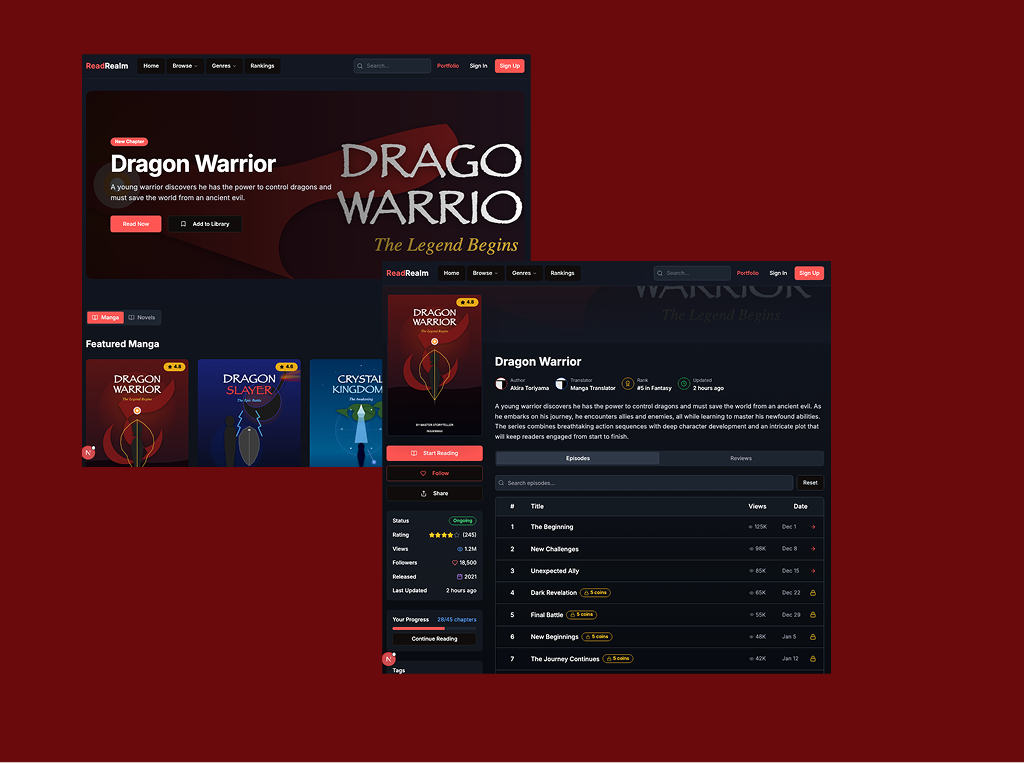 ReadRealm Home Browse Genres Rankings Search... Portfolio Sign In Sign Up
New Chapter
Dragon Warrior
A young warrior discovers he has the power to control dragons and
must save the world from an ancient evil.
Read Now Add to Library
DRAGO
WARRIO
The Legend Begins
Manga Novels
Featured Manga
4.8
DRAGON
WARRIOR
The Legend Begins
4.6
DRAGON
SLAYER
The Epic Battle
CRYSTAL
KINGDOM
The Awakening
N
ReadRealm Home Browse Genres Rankings Search... Portfolio Sign In Sign Up
WARRIOR
The Legend Begins
4.8
DRAGON
WARRIOR
The Legend Begins
BY MASTER STORYTELLER
Start Reading
Follow
Share
Status Ongoing
Rating (245)
Views 1.2M
Followers 18,500
Released 2021
Last Updated 2 hours ago
Your Progress 28/45 chapters
Continue Reading
N
Tags
Dragon Warrior
Author
Akira Toriyama
Translator
Manga Translator
Rank
#5 in Fantasy
Updated
2 hours ago
A young warrior discovers he has the power to control dragons and must save the world from an ancient evil. As
he embarks on his journey, he encounters allies and enemies, all while learning to master his newfound abilities.
The series combines breathtaking action sequences with deep character development and an intricate plot that
will keep readers engaged from start to finish.
Episodes Reviews
Search episodes... Reset
# Title Views Date
1 The Beginning 125K Dec 1
2 New Challenges 98K Dec 8
3 Unexpected Ally 85K Dec 15
4 Dark Revelation 5 coins 65K Dec 22
5 Final Battle 5 coins 55K Dec 29
6 New Beginnings 5 coins 48K Jan 5
7 The Journey Continues 5 coins 42K Jan 12